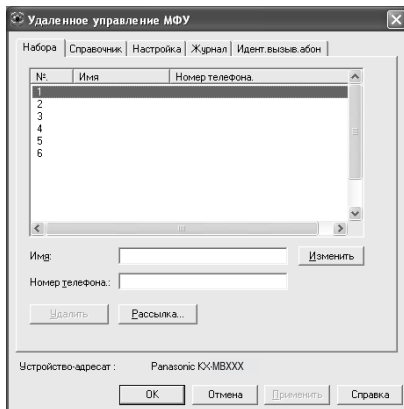 Удаленное управление МФУ
Набора Справочник Настройка Журнал Идент.вызыв.абон
№. Имя Номер телефона.
1
2
3
4
5
6
Имя: Изменить
Номер телефона.:
Удалить Рассылка...
Устройство-адресат : Panasonic KX-MBXXX
OK Отмена Применить Справка